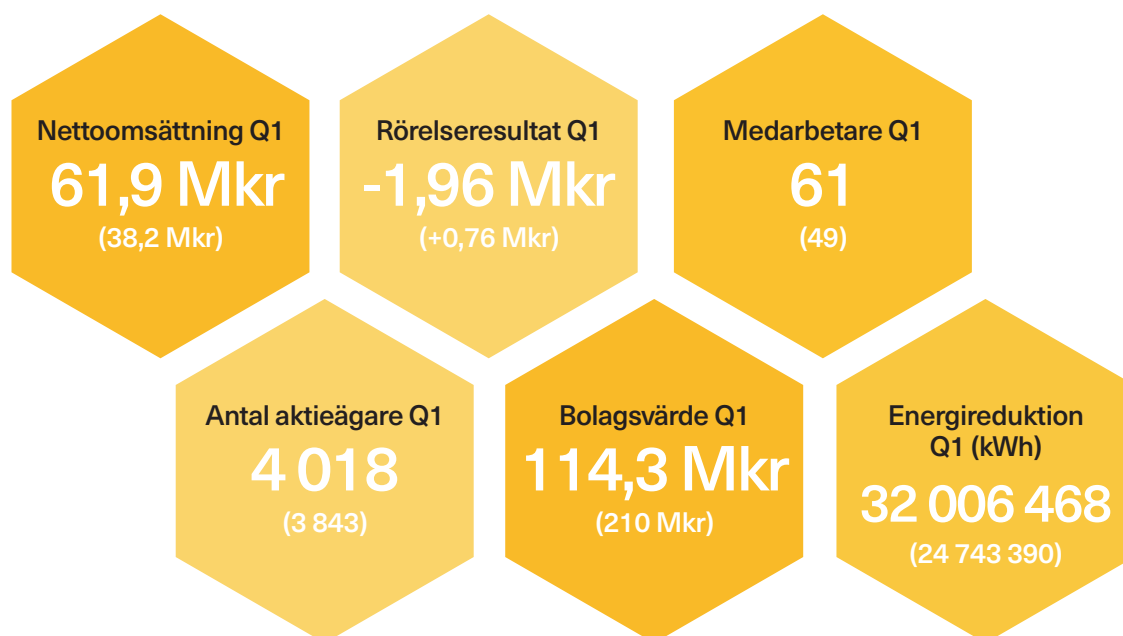 Nettoomsättning Q1
61,9 Mkr
(38,2 Mkr)
Rörelseresultat Q1
-1,96 Mkr
(+0,76 Mkr)
Medarbetare Q1
61
(49)
Antal aktieägare Q1
4 018
(3 843)
Bolagsvärde Q1
114,3 Mkr
(210 Mkr)
Energireduktion
Q1 (kWh)
32 006 468
(24 743 390)